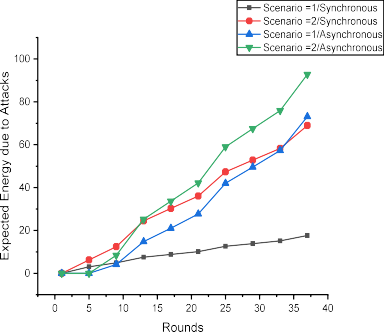 Scenario =1/Synchronous
Scenario =2/Synchronous
Scenario =1/Asynchronous
Scenario =2/Asynchronous
100
80
60
40
20
0
Expected Energy due to Attacks
0 5 10 15 20 25 30 35 40
Rounds